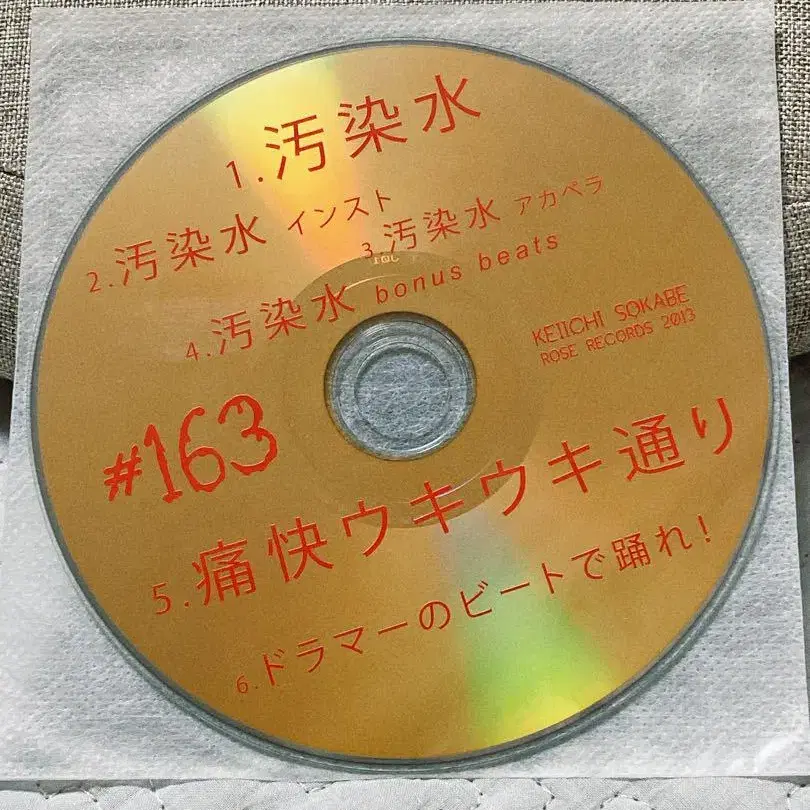 1.汚染水
2.汚染水 インスト
3.汚染水 アカペラ
4.汚染水 bonus beats
KEIICHI SOKABE
ROSE RECORDS 2013
#163
5.痛快ウキウキ通り
6.ドラマーのビートで踊れ!